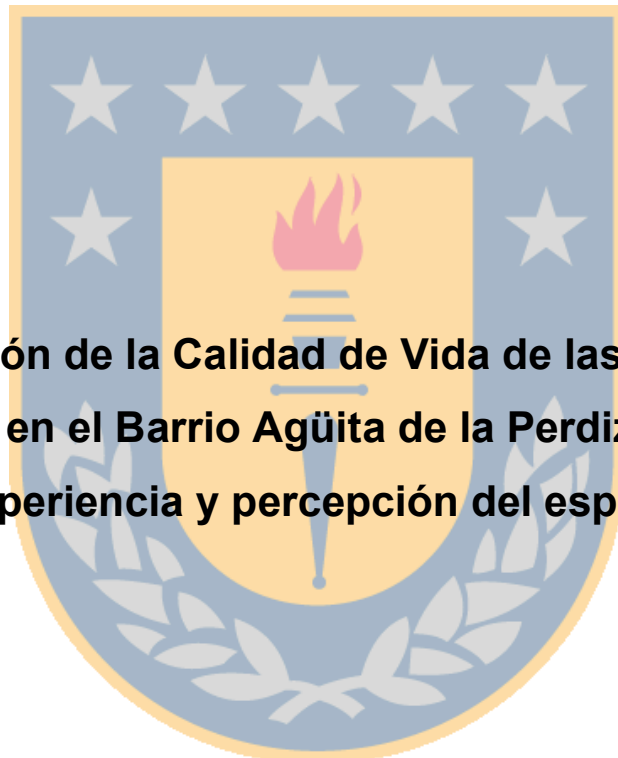 ón de la Calidad de Vida de las
en el Barrio Agüita de la Perdiz
periencia y percepción del esp